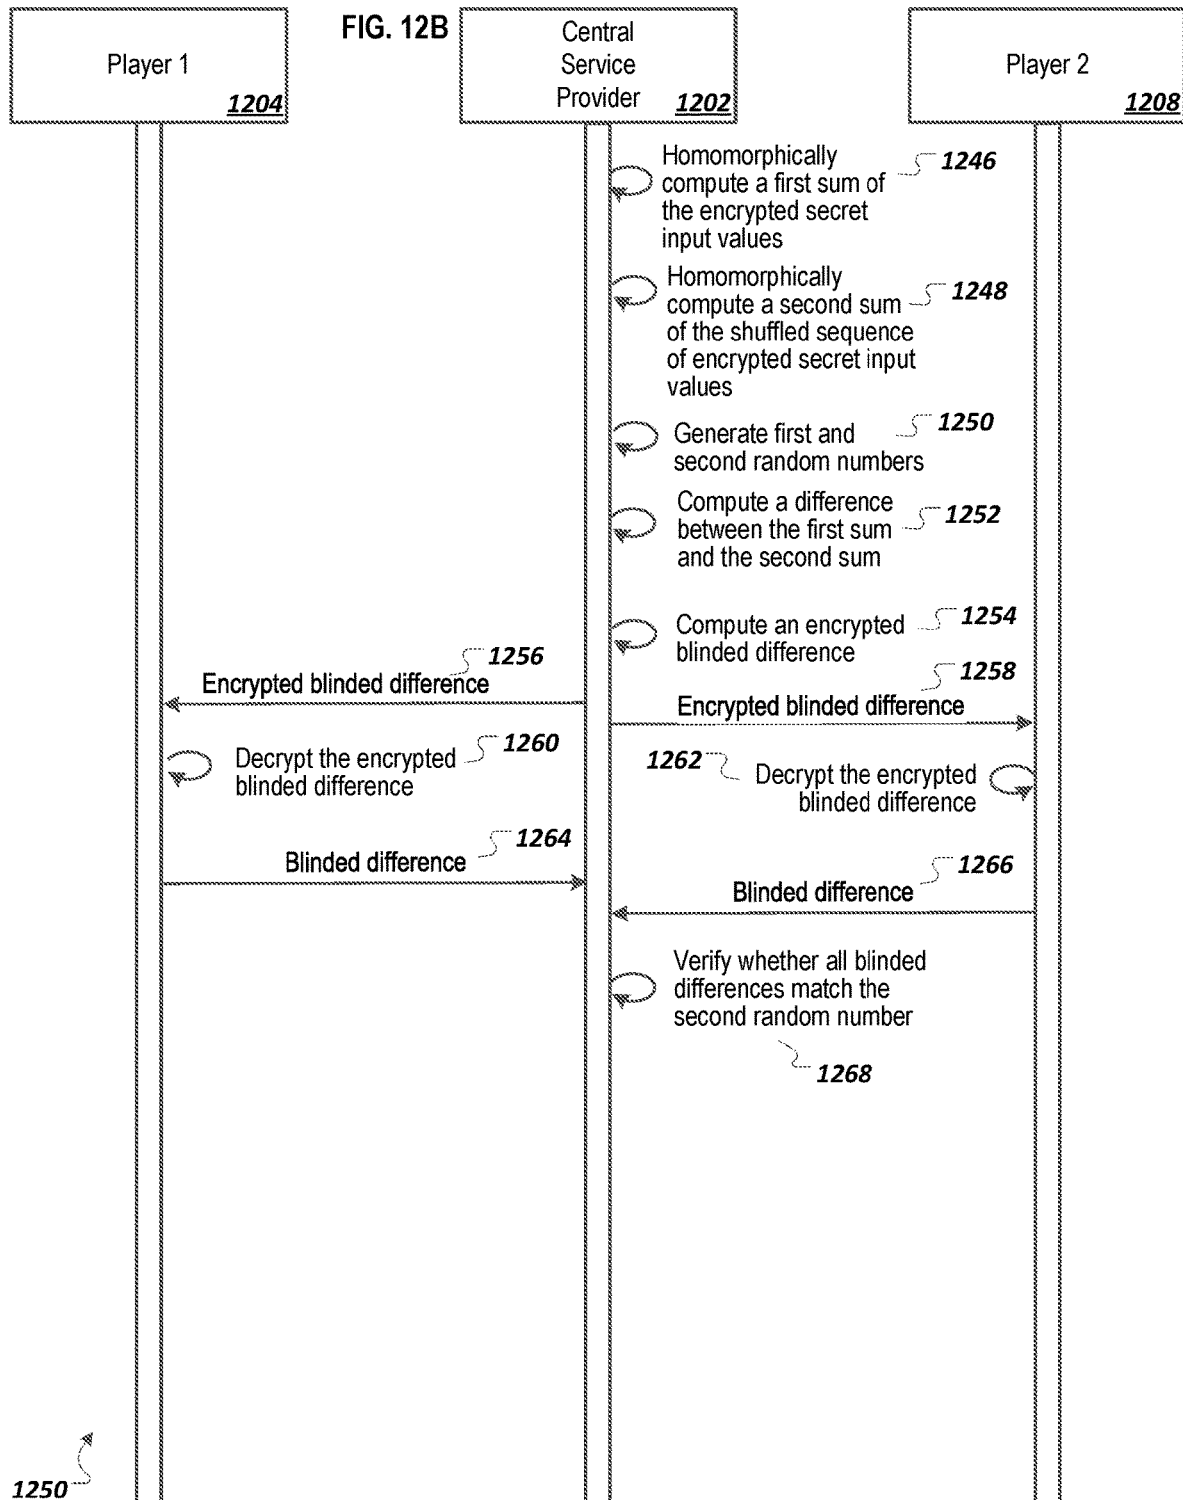 FIG. 12B
Player 1
1204
Central
Service
Provider
1202
Player 2
1208
Homomorphically
compute a first sum of
the encrypted secret
input values
1246
Homomorphically
compute a second sum
of the shuffled sequence
of encrypted secret input
values
1248
Generate first and
second random numbers
1250
Compute a difference
between the first sum
and the second sum
1252
Compute an encrypted
blinded difference
1254
1256
Encrypted blinded difference
1258
Encrypted blinded difference
Decrypt the encrypted
blinded difference
1260
1262
Decrypt the encrypted
blinded difference
1264
Blinded difference
1266
Blinded difference
Verify whether all blinded
differences match the
second random number
1268
1250